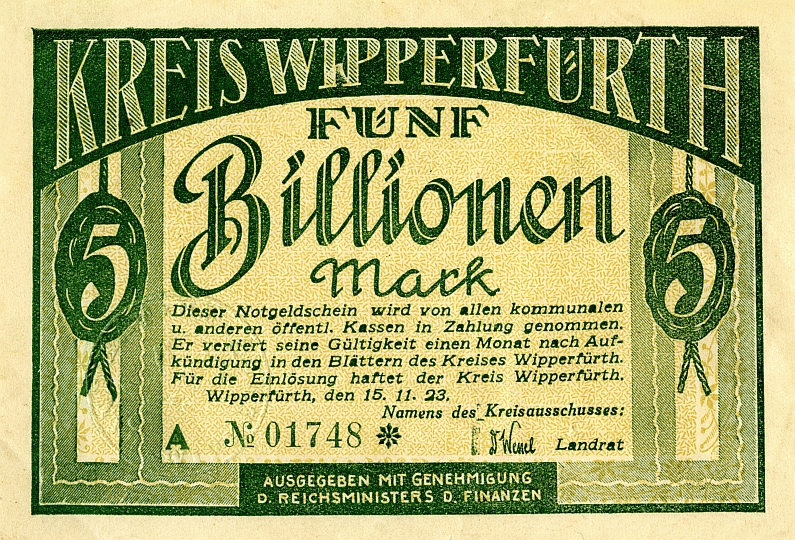 KREIS WIPPERFÜRTH
FÜNF
Billionen
Mark
5
5
Dieser Notgeldschein wird von allen kommunalen
u. anderen öffentl. Kassen in Zahlung genommen.
Er verliert seine Gültigkeit einen Monat nach Auf-
kündigung in den Blättern des Kreises Wipperfürth.
Für die Einlösung haftet der Kreis Wipperfürth.
Wipperfürth, den 15. 11. 23.
Namens des Kreisausschusses:
A № 01748 ✽
Landrat
AUSGEGEBEN MIT GENEHMIGUNG
D. REICHSMINISTERS D. FINANZEN